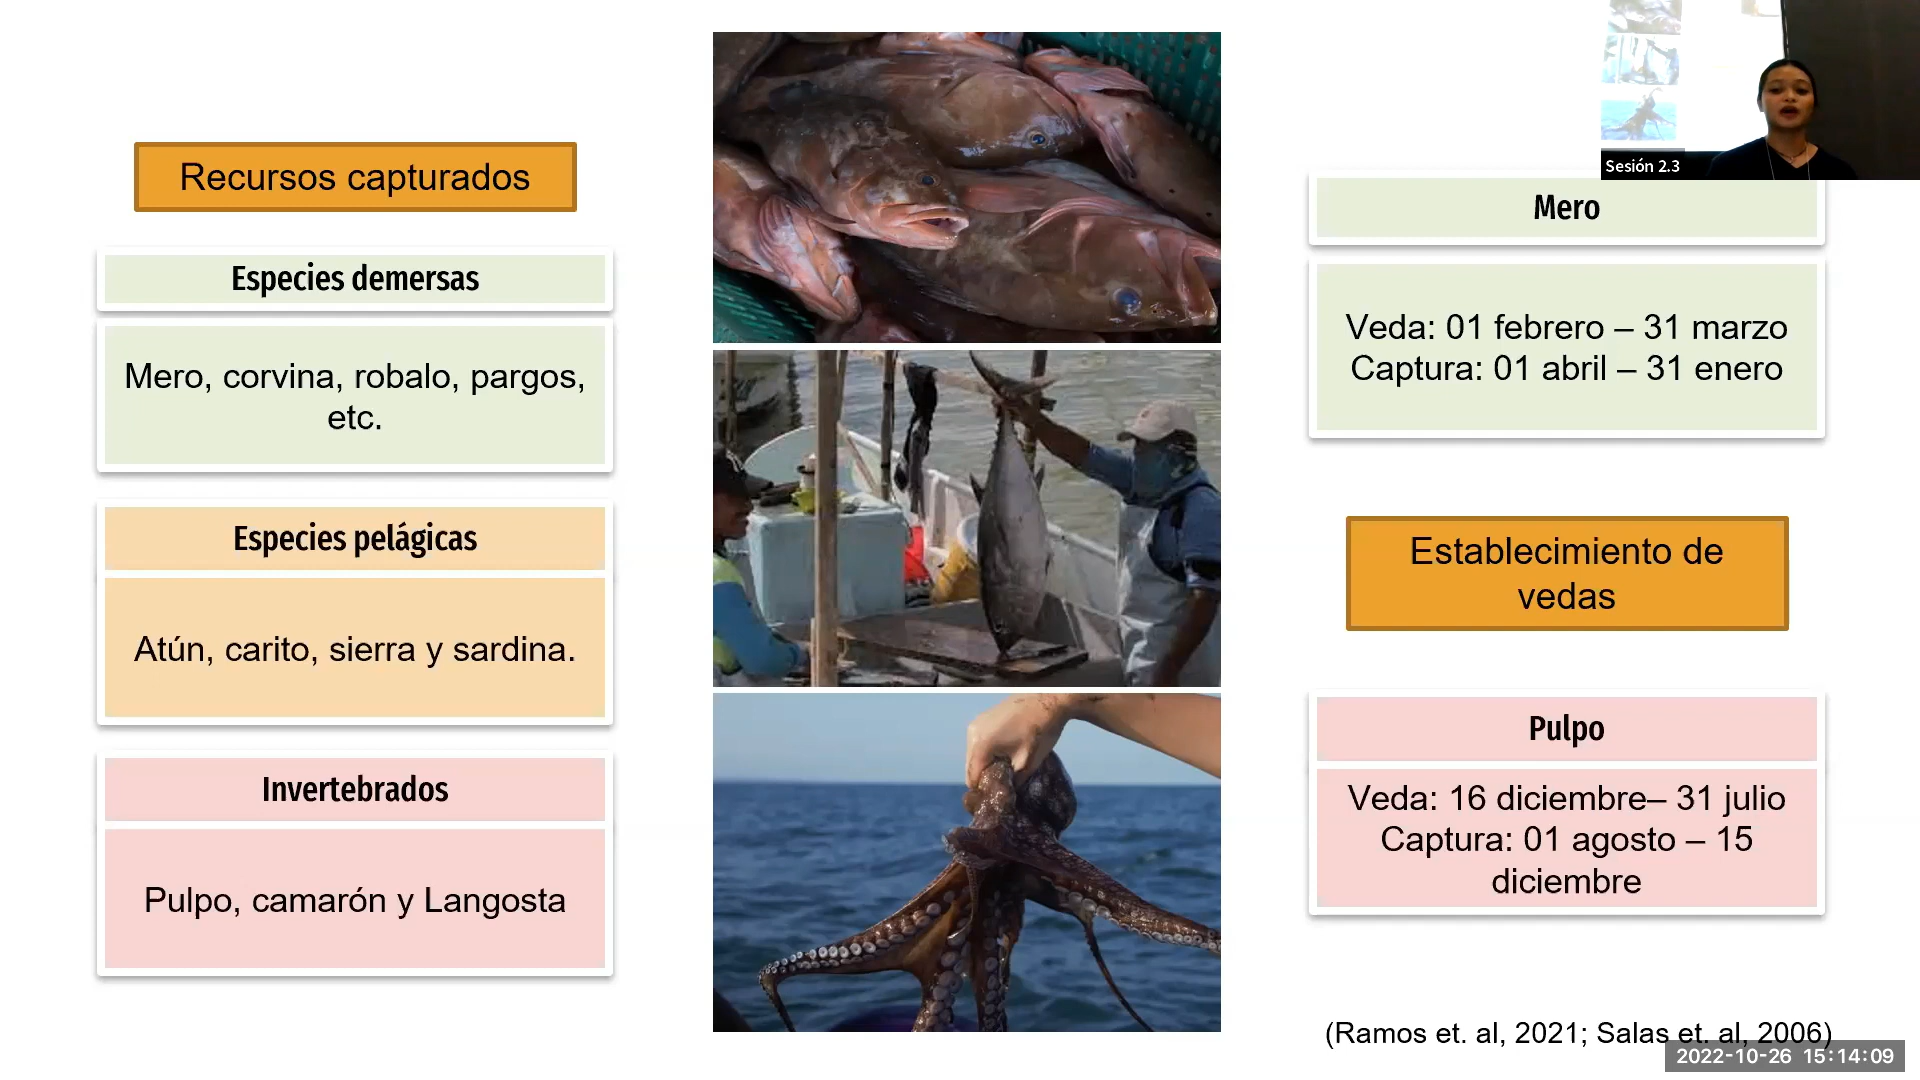 Recursos capturados
Especies demersas
Mero, corvina, robalo, pargos,
etc.
Especies pelágicas
Atún, carito, sierra y sardina.
Invertebrados
Pulpo, camarón y Langosta
Sesión 2.3
Mero
Veda: 01 febrero – 31 marzo
Captura: 01 abril – 31 enero
Establecimiento de
vedas
Pulpo
Veda: 16 diciembre– 31 julio
Captura: 01 agosto – 15
diciembre
(Ramos et. al, 2021; Salas et. al, 2006)
2022-10-26 15:14:09